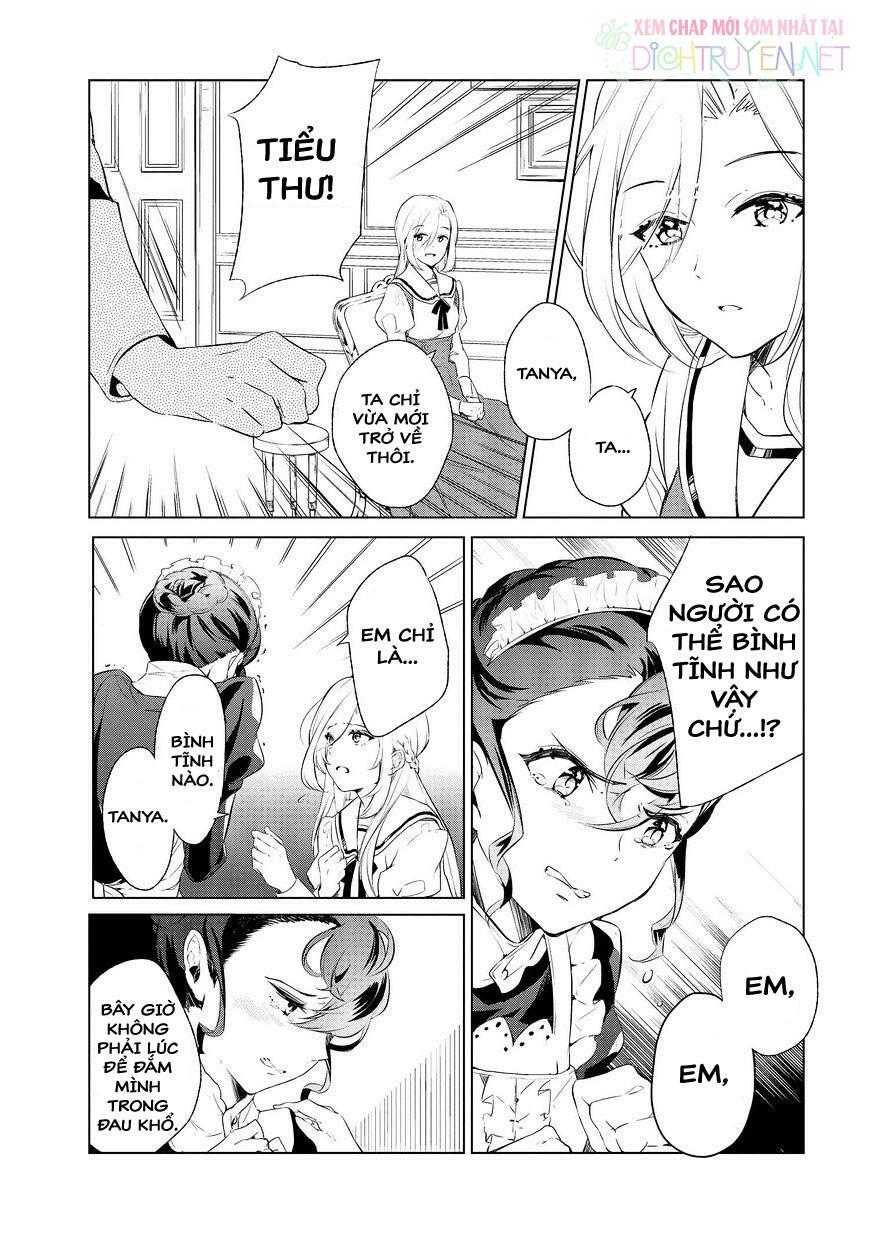 XEM CHAP MỚI SỚM NHẤT TẠI
DICHTRUYEN.NET
TANYA,
TA...
TIỂU
THƯ!
TA CHỈ
VỪA MỚI
TRỞ VỀ
THÔI.
SAO
NGƯỜI CÓ
THỂ BÌNH
TĨNH NHƯ
VẬY
CHỨ...!?
EM,
EM,
EM CHỈ
LÀ...
BÌNH
TĨNH
NÀO.
TANYA.
BÂY GIỜ
KHÔNG
PHẢI LÚC
ĐỂ ĐẮM
MÌNH
TRONG
ĐAU KHỔ.